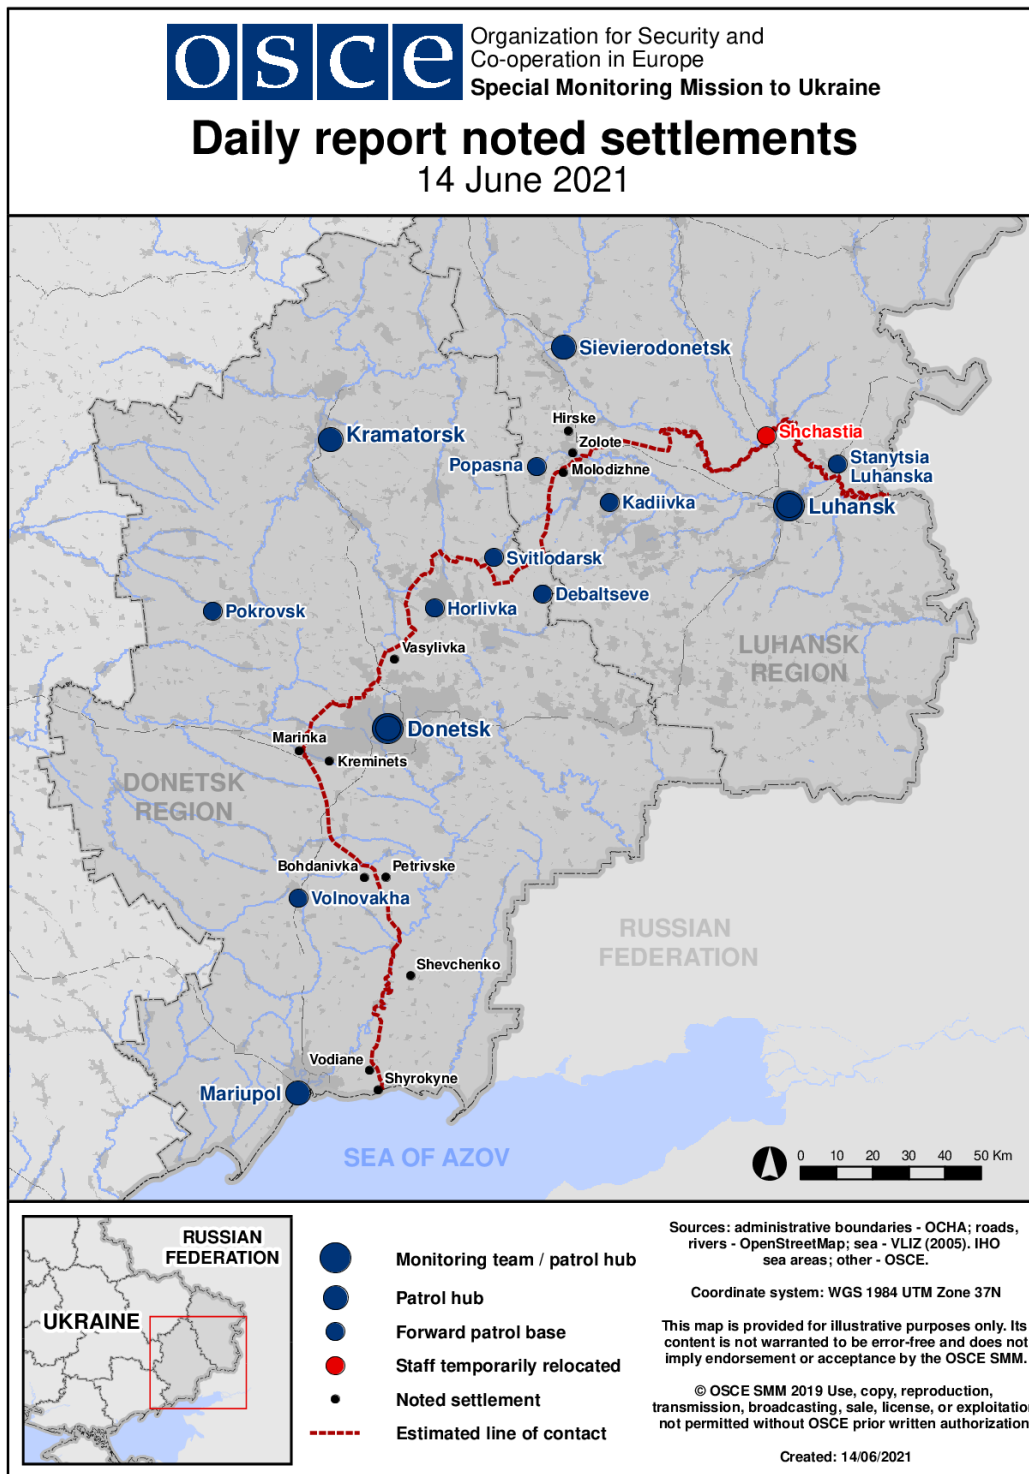 osce
Organization for Security and
Co-operation in Europe
Special Monitoring Mission to Ukraine
Daily report noted settlements
14 June 2021
Sievierodonetsk
Hirske
Kramatorsk
Shchastia
Zolote
Popasna
Molodizhne
Stanytsia
Luhanska
Kadiivka
Luhansk
Svitlodarsk
Debaltseve
Pokrovsk
Horlivka
Vasylivka
LUHANSK
REGION
Donetsk
Marinka
Kreminets
DONETSK
REGION
Bohdanivka
Petrivske
Volnovakha
RUSSIAN
FEDERATION
Shevchenko
Vodiane
Shyrokyne
Mariupol
SEA OF AZOV
0 10 20 30 40 50 Km
RUSSIAN
FEDERATION
UKRAINE
Monitoring team / patrol hub
Patrol hub
Forward patrol base
Staff temporarily relocated
Noted settlement
Estimated line of contact
Sources: administrative boundaries - OCHA; roads,
rivers - OpenStreetMap; sea - VLIZ (2005). IHO
sea areas; other - OSCE.
Coordinate system: WGS 1984 UTM Zone 37N
This map is provided for illustrative purposes only. Its
content is not warranted to be error-free and does not
imply endorsement or acceptance by the OSCE SMM.
© OSCE SMM 2019 Use, copy, reproduction,
transmission, broadcasting, sale, license, or exploitation
not permitted without OSCE prior written authorization
Created: 14/06/2021